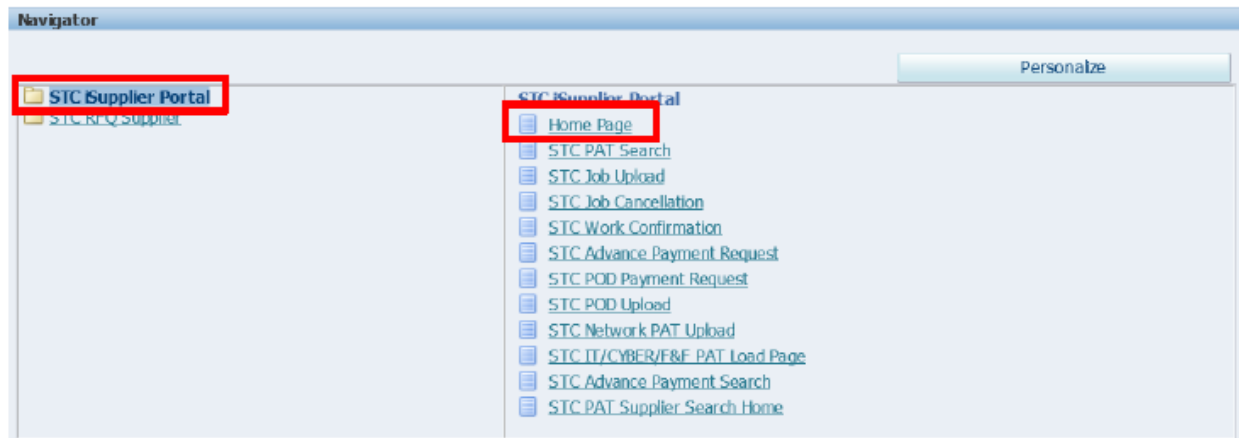 Navigator
Personalize
STC iSupplier Portal
STC RFQ Supplier
STC iSupplier Portal
Home Page
STC PAT Search
STC Job Upload
STC Job Cancellation
STC Work Confirmation
STC Advance Payment Request
STC POD Payment Request
STC POD Upload
STC Network PAT Upload
STC IT/CYBER/F&F PAT Load Page
STC Advance Payment Search
STC PAT Supplier Search Home